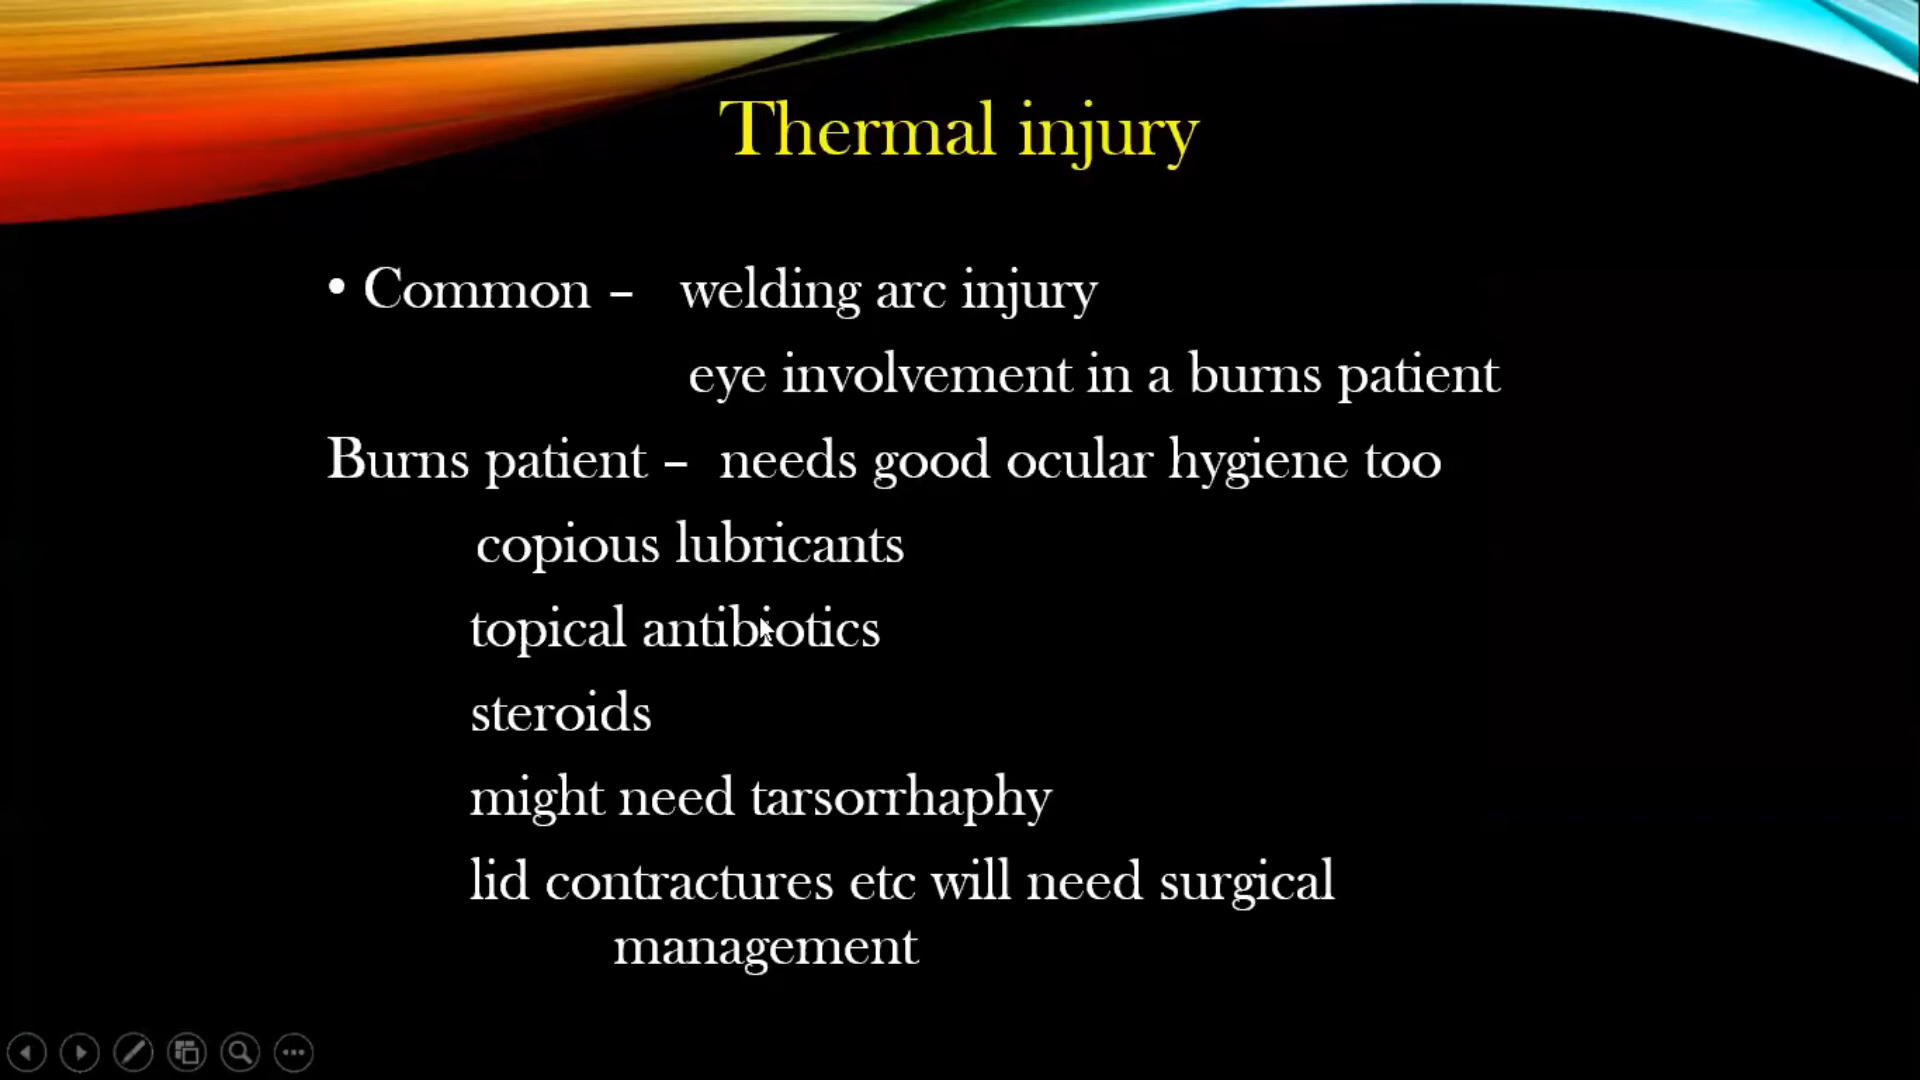 Thermal injury
• Common – welding arc injury
eye involvement in a burns patient
Burns patient – needs good ocular hygiene too
copious lubricants
topical antibiotics
steroids
might need tarsorrhaphy
lid contractures etc will need surgical
management